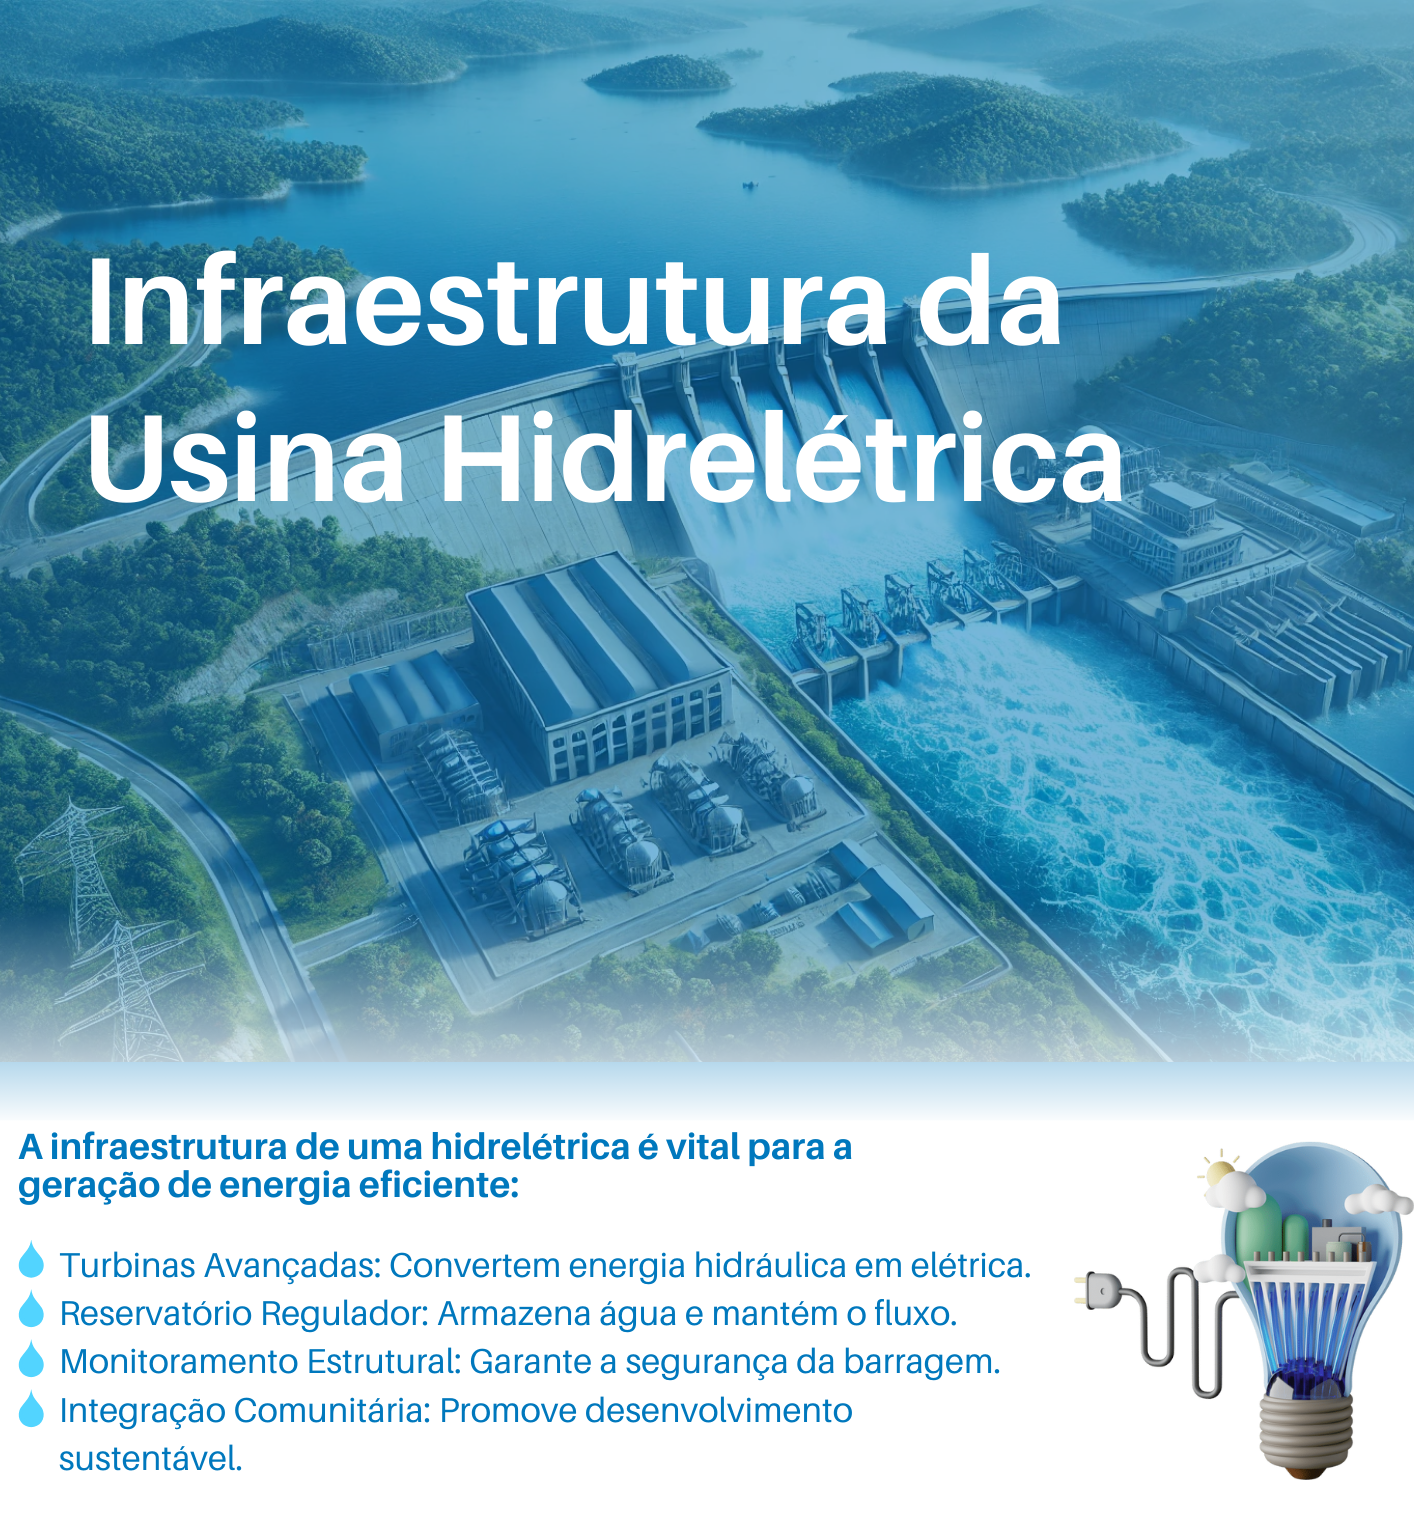 Infraestrutura da
Usina Hidrelétrica
A infraestrutura de uma hidrelétrica é vital para a
geração de energia eficiente:
Turbinas Avançadas: Convertem energia hidráulica em elétrica.
Reservatório Regulador: Armazena água e mantém o fluxo.
Monitoramento Estrutural: Garante a segurança da barragem.
Integração Comunitária: Promove desenvolvimento
sustentável.